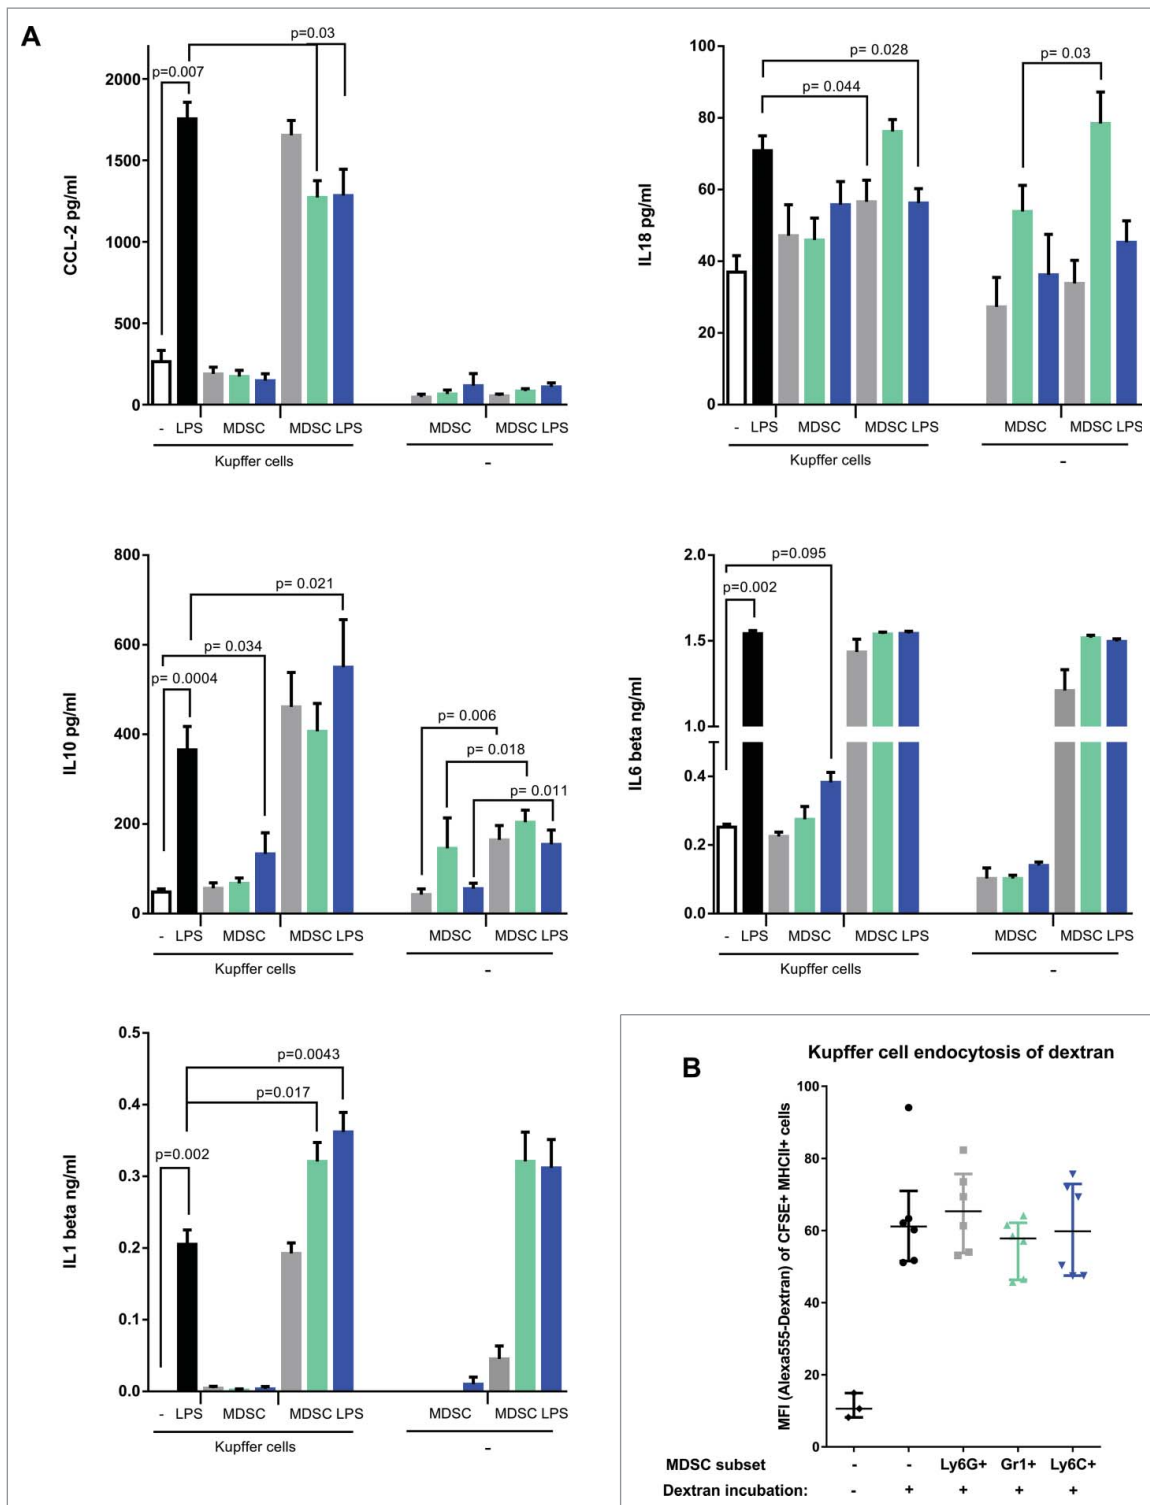 A
p=0.03
p=0.007
2000
1500
1000
500
0
CCL-2 pg/ml
- LPS MDSC MDSC LPS MDSC MDSC LPS
Kupffer cells -
100
80
60
40
20
0
IL18 pg/ml
p= 0.028
p= 0.044
p= 0.03
- LPS MDSC MDSC LPS MDSC MDSC LPS
Kupffer cells -
800
600
400
200
0
IL10 pg/ml
p= 0.021
p= 0.034
p= 0.0004
p= 0.006
p= 0.018
p= 0.011
- LPS MDSC MDSC LPS MDSC MDSC LPS
Kupffer cells -
2.0
1.5
1.0
0.4
0.2
0.0
IL6 beta ng/ml
p=0.095
p=0.002
- LPS MDSC MDSC LPS MDSC MDSC LPS
Kupffer cells -
0.5
0.4
0.3
0.2
0.1
0.0
IL1 beta ng/ml
p=0.0043
p=0.017
p=0.002
- LPS MDSC MDSC LPS MDSC MDSC LPS
Kupffer cells -
B
Kupffer cell endocytosis of dextran
100
80
60
40
20
0
MFI (Alexa555-Dextran) of CFSE+ MHCII+ cells
MDSC subset - - Ly6G+ Gr1+ Ly6C+
Dextran incubation: - + + + +